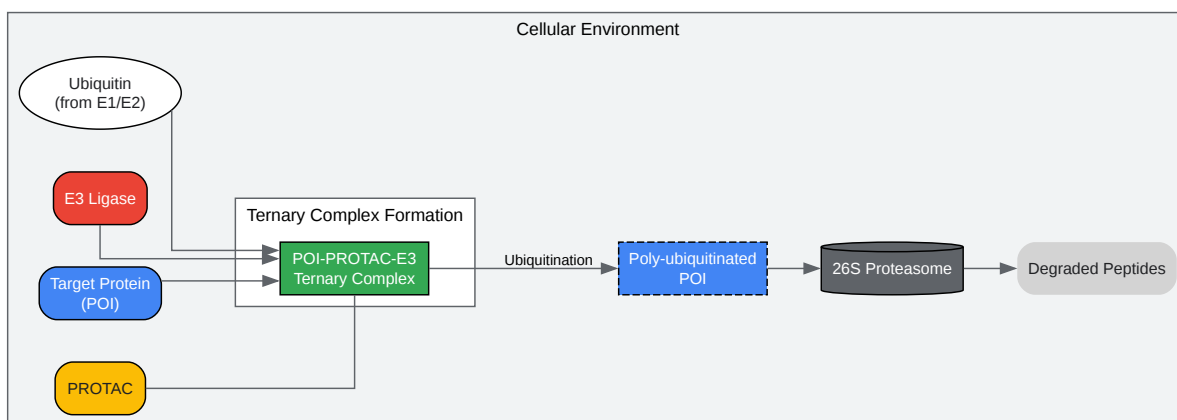 Cellular Environment
Ubiquitin
(from E1/E2)
E3 Ligase
Target Protein
(POI)
PROTAC
Ternary Complex Formation
POI-PROTAC-E3
Ternary Complex
Ubiquitination
Poly-ubiquitinated
POI
26S Proteasome
Degraded Peptides